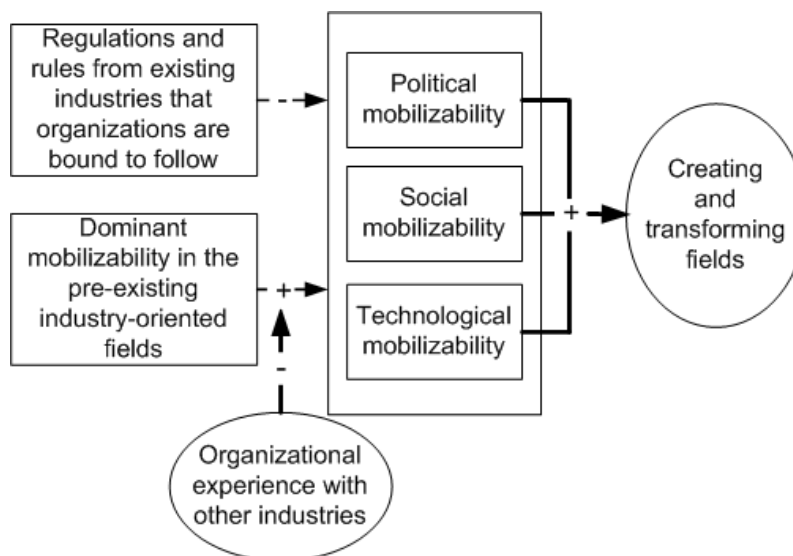 Regulations and
rules from existing
industries that
organizations are
bound to follow
-
Political
mobilizability
Social
mobilizability
+
Creating
and
transforming
fields
Dominant
mobilizability in the
pre-existing
industry-oriented
fields
+
Technological
mobilizability
-
Organizational
experience with
other industries